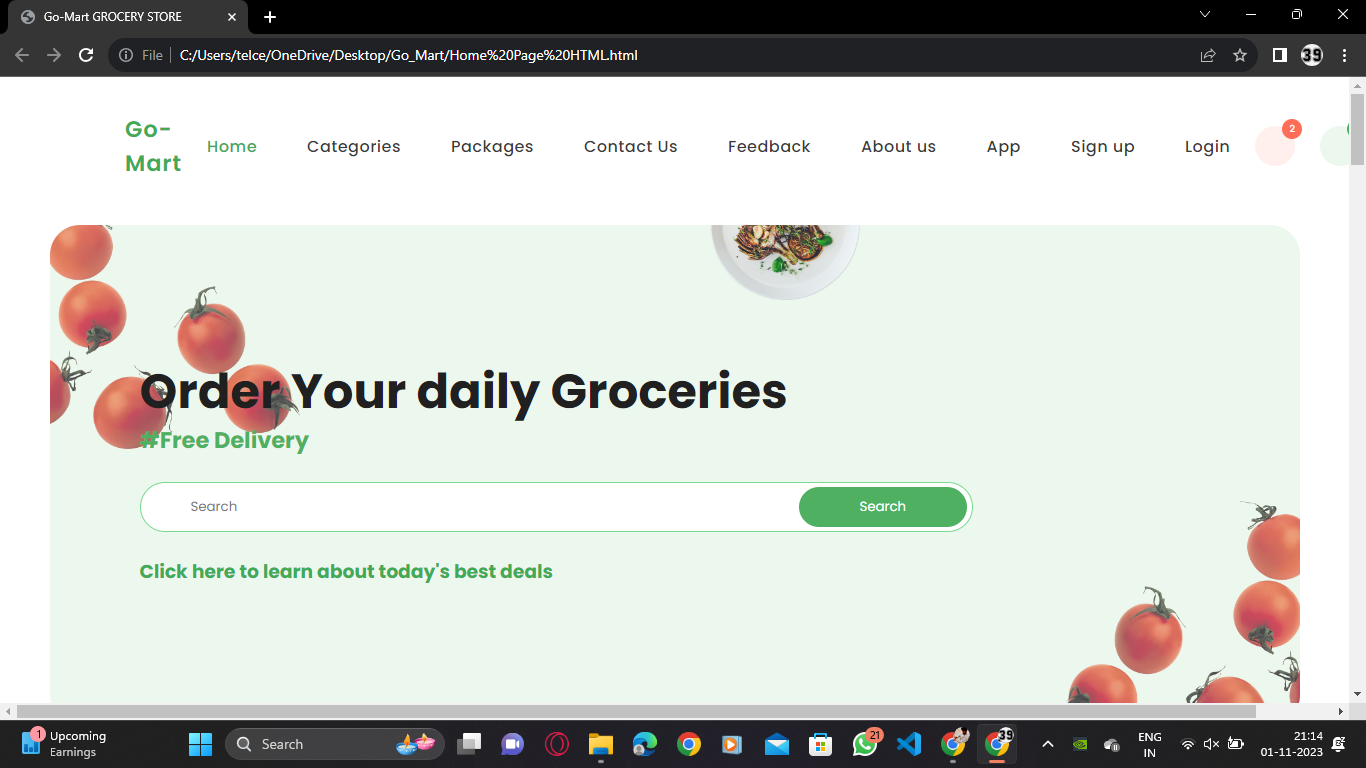 Go-Mart GROCERY STORE
File
C:/Users/telce/OneDrive/Desktop/Go_Mart/Home%20Page%20HTML.html
39
Go-
Mart
Home
Categories
Packages
Contact Us
Feedback
About us
App
Sign up
Login
2
Order Your daily Groceries
#Free Delivery
Search
Search
Click here to learn about today's best deals
1
Upcoming
Earnings
Search
21
39
ENG
IN
21:14
01-11-2023